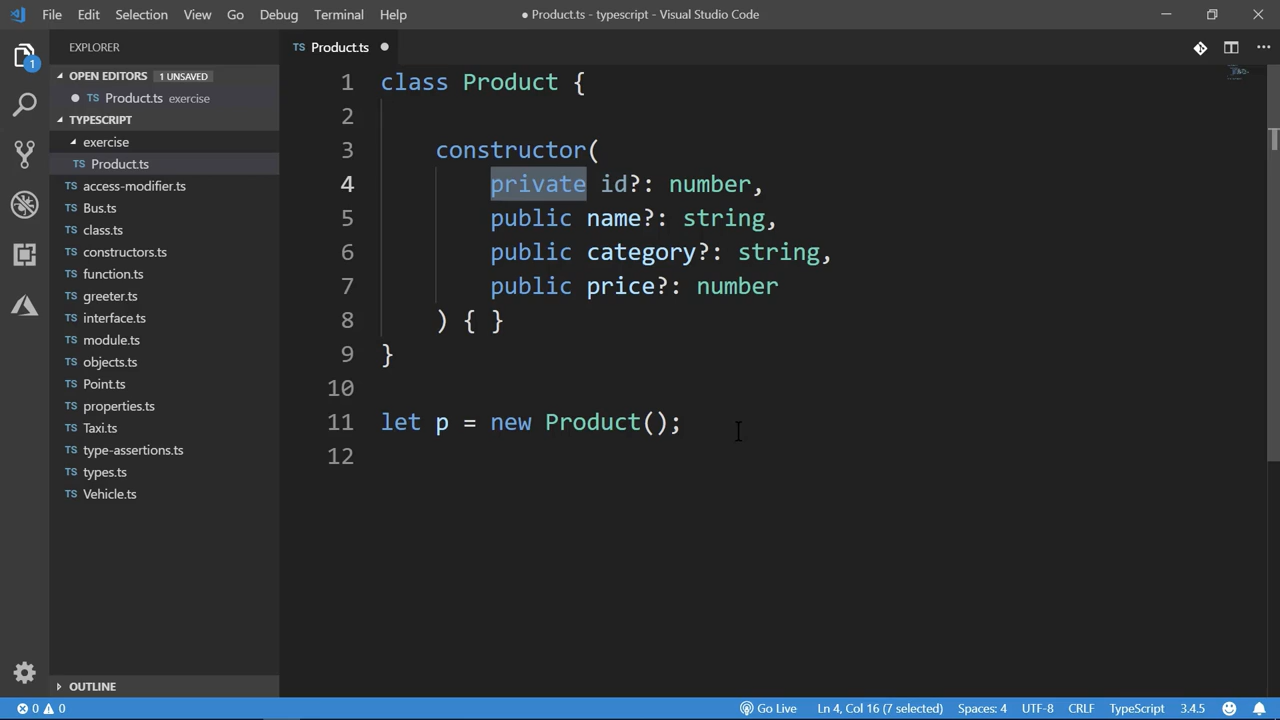 File Edit Selection View Go Debug Terminal Help
● Product.ts - typescript - Visual Studio Code
EXPLORER
TS Product.ts ●
OPEN EDITORS 1 UNSAVED
● TS Product.ts exercise
TYPESCRIPT
exercise
TS Product.ts
TS access-modifier.ts
TS Bus.ts
TS class.ts
TS constructors.ts
TS function.ts
TS greeter.ts
TS interface.ts
TS module.ts
TS objects.ts
TS Point.ts
TS properties.ts
TS Taxi.ts
TS type-assertions.ts
TS types.ts
TS Vehicle.ts
OUTLINE
1
1 class Product {
2
3 constructor(
4 private id?: number,
5 public name?: string,
6 public category?: string,
7 public price?: number
8 ) { }
9 }
10
11 let p = new Product();
12
0 0
Go Live Ln 4, Col 16 (7 selected) Spaces: 4 UTF-8 CRLF TypeScript 3.4.5